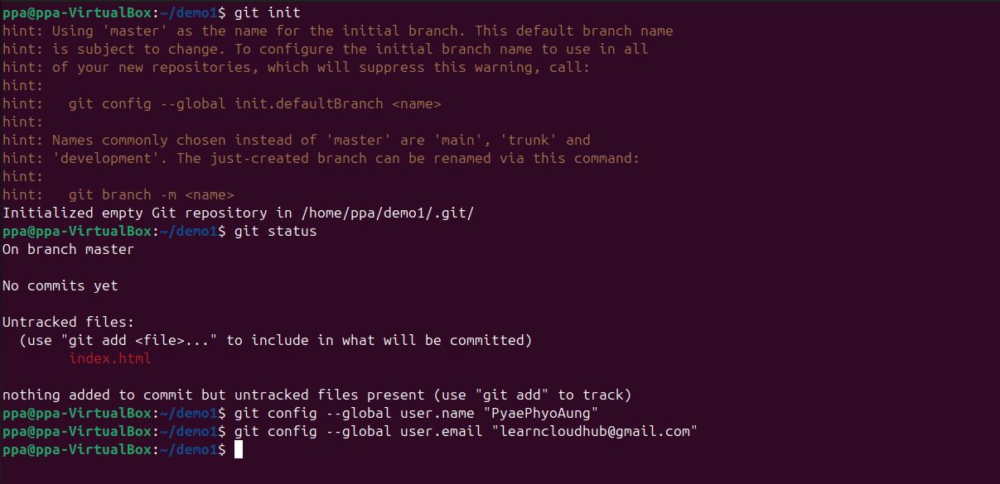 ppa@ppa-VirtualBox:~/demo1$ git init
hint: Using 'master' as the name for the initial branch. This default branch name
hint: is subject to change. To configure the initial branch name to use in all
hint: of your new repositories, which will suppress this warning, call:
hint:
hint:   git config --global init.defaultBranch <name>
hint:
hint: Names commonly chosen instead of 'master' are 'main', 'trunk' and
hint: 'development'. The just-created branch can be renamed via this command:
hint:
hint:   git branch -m <name>
Initialized empty Git repository in /home/ppa/demo1/.git/
ppa@ppa-VirtualBox:~/demo1$ git status
On branch master
No commits yet
Untracked files:
  (use "git add <file>..." to include in what will be committed)
        index.html
nothing added to commit but untracked files present (use "git add" to track)
ppa@ppa-VirtualBox:~/demo1$ git config --global user.name "PyaePhyoAung"
ppa@ppa-VirtualBox:~/demo1$ git config --global user.email "learncloudhub@gmail.com"
ppa@ppa-VirtualBox:~/demo1$